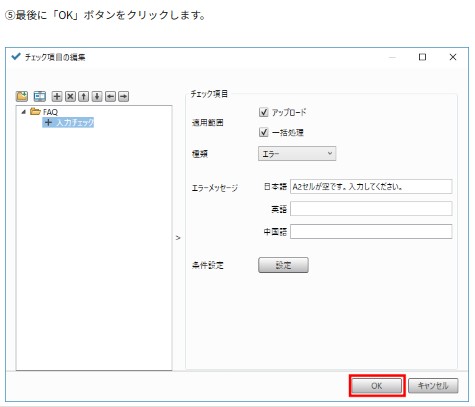 ⑤最後に「OK」ボタンをクリックします。
チェック項目の編集
FAQ
入力チェック
>
チェック項目
適用範囲
アップロード
一括処理
種類
エラー
エラーメッセージ
日本語
A2セルが空です。入力してください。
英語
中国語
条件設定
設定
OK
キャンセル